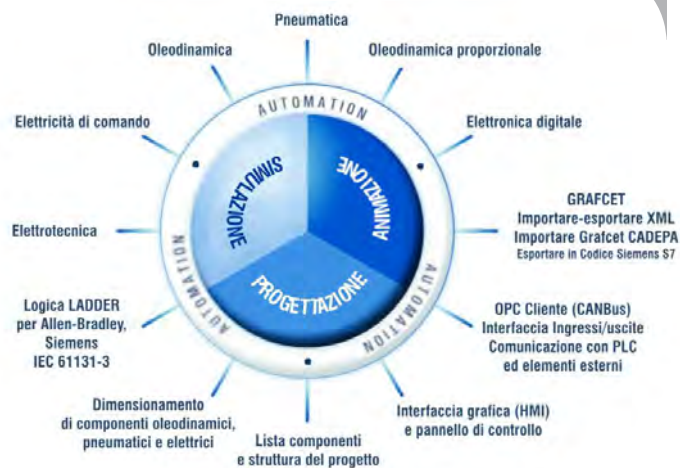 Pneumatica
Oleodinamica
Oleodinamica proporzionale
Elettricità di comando
Elettronica digitale
AUTOMATION
SIMULAZIONE
ANIMAZIONE
PROGETTAZIONE
AUTOMATION
AUTOMATION
Elettrotecnica
GRAFCET
Importare-esportare XML
Importare Grafcet CADEPA
Esportare in Codice Siemens S7
Logica LADDER
per Allen-Bradley,
Siemens
IEC 61131-3
OPC Cliente (CANBus)
Interfaccia Ingressi/uscite
Comunicazione con PLC
ed elementi esterni
Dimensionamento
di componenti oleodinamici,
pneumatici e elettrici
Lista componenti
e struttura del progetto
Interfaccia grafica (HMI)
e pannello di controllo